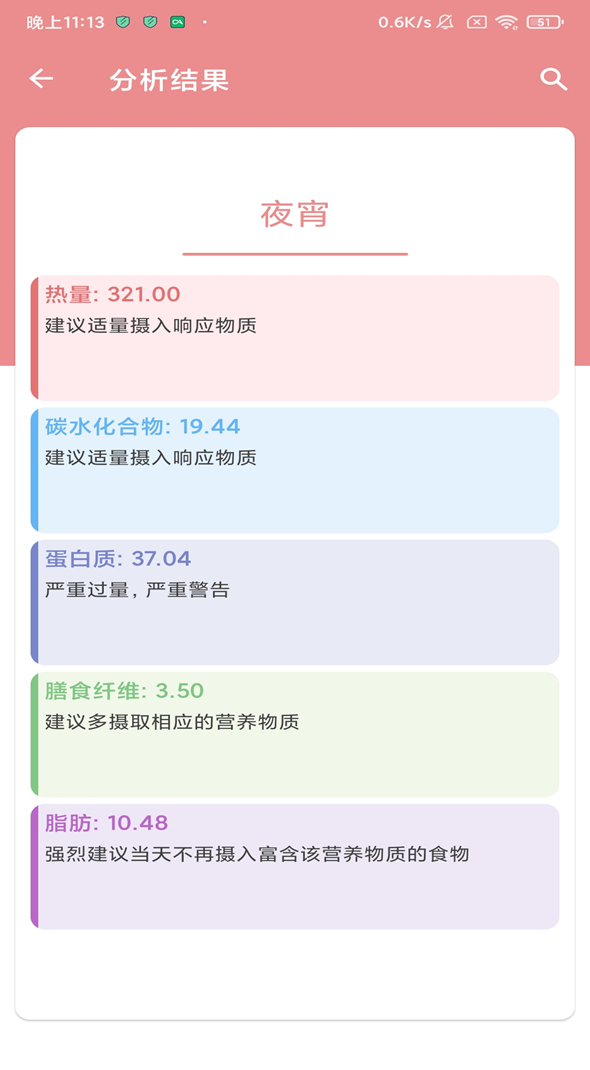 晚上11:13
0.6K/s
51
分析结果
夜宵
热量: 321.00
建议适量摄入响应物质
碳水化合物: 19.44
建议适量摄入响应物质
蛋白质: 37.04
严重过量，严重警告
膳食纤维: 3.50
建议多摄取相应的营养物质
脂肪: 10.48
强烈建议当天不再摄入富含该营养物质的食物